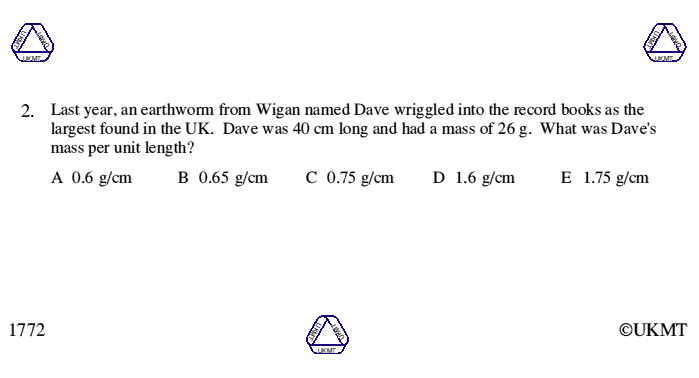 2. Last year, an earthworm from Wigan named Dave wriggled into the record books as the
largest found in the UK. Dave was 40 cm long and had a mass of 26 g. What was Dave's
mass per unit length?
A 0.6 g/cm B 0.65 g/cm C 0.75 g/cm D 1.6 g/cm E 1.75 g/cm
1772
UKMT
©UKMT